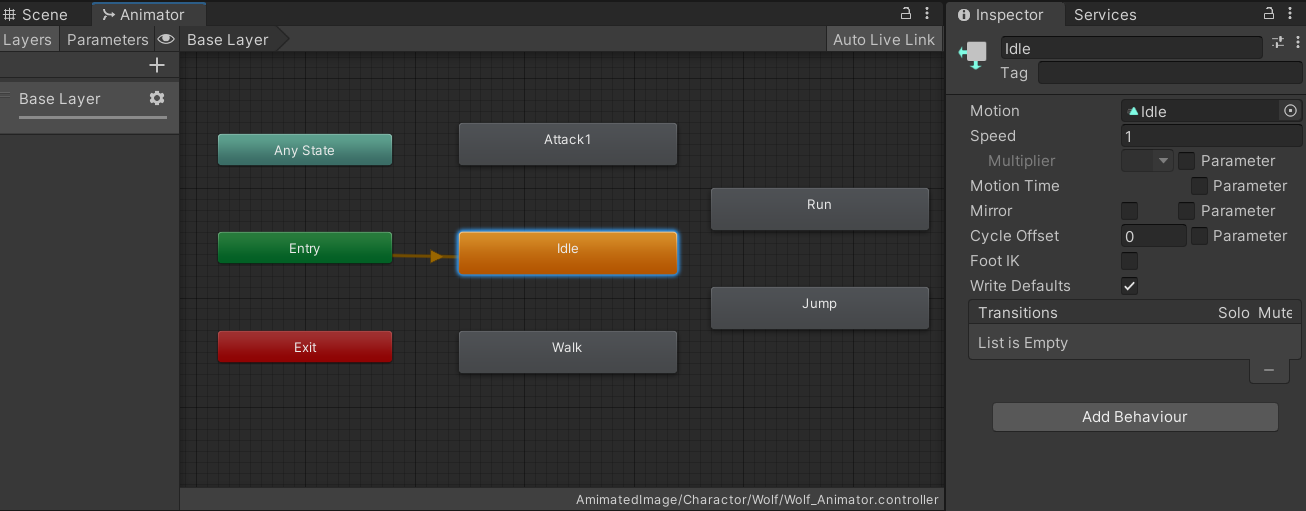 Scene
Animator
Inspector
Services
Layers
Parameters
Base Layer
Auto Live Link
Base Layer
Any State
Attack1
Run
Entry
Idle
Jump
Exit
Walk
AmimatedImage/Charactor/Wolf/Wolf_Animator.controller
Idle
Tag
Motion Idle
Speed 1
Multiplier Parameter
Motion Time Parameter
Mirror Parameter
Cycle Offset 0 Parameter
Foot IK
Write Defaults
Transitions Solo Mute
List is Empty
Add Behaviour